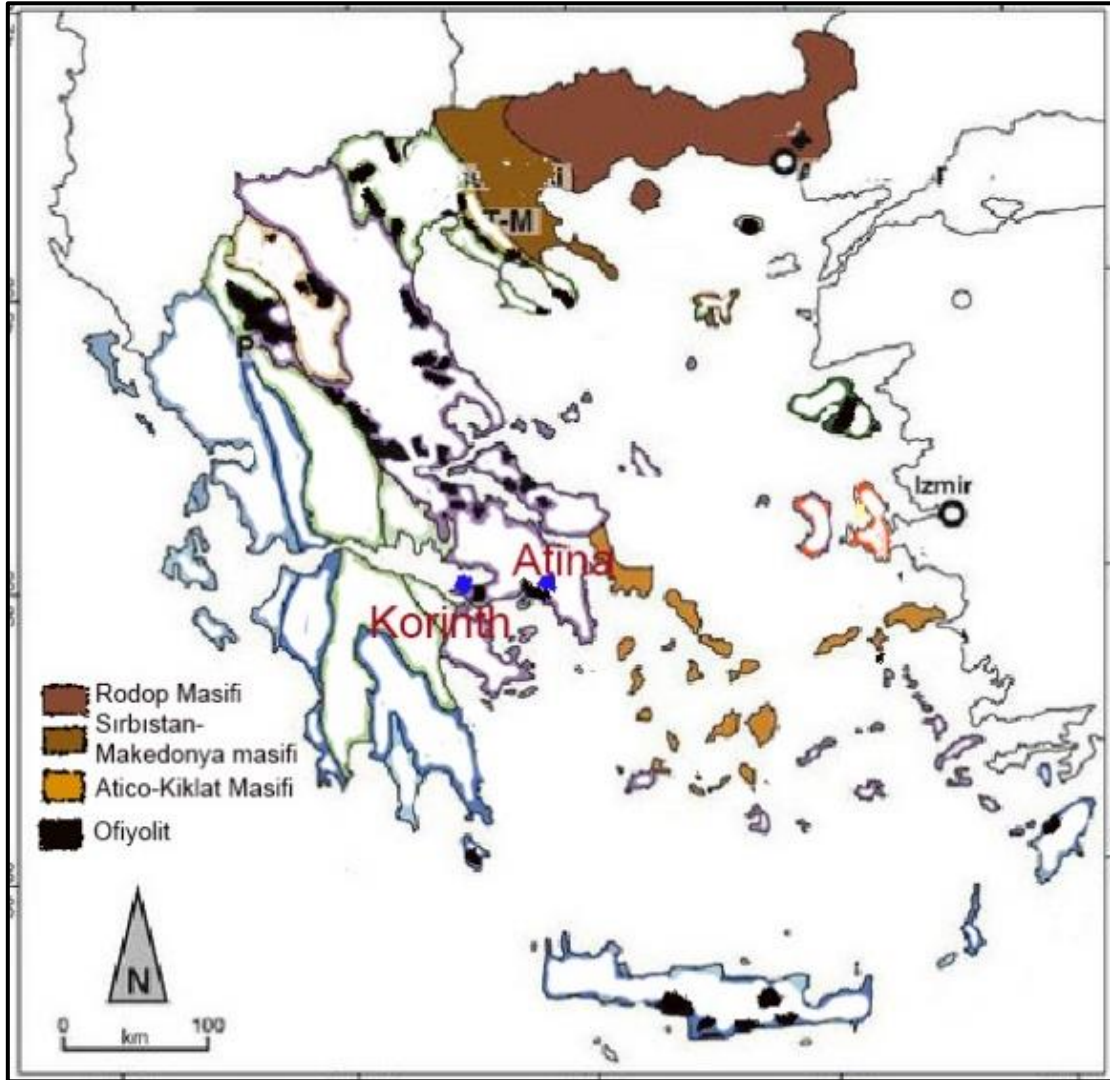 T-M
P
Izmir
Atina
Korinth
Rodop Masifi
Sırbıstan-
Makedonya masifi
Atico-Kiklat Masifi
Ofiyolit
N
0 100
km